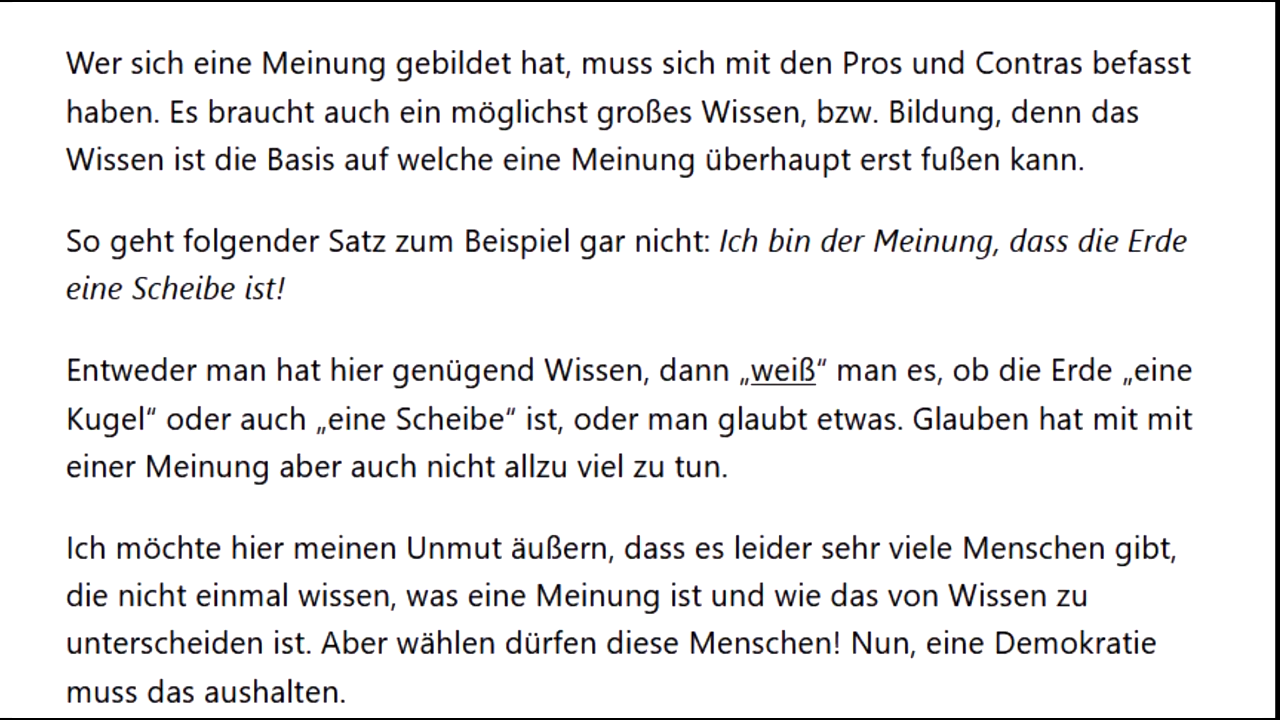 Wer sich eine Meinung gebildet hat, muss sich mit den Pros und Contras befasst
haben. Es braucht auch ein möglichst großes Wissen, bzw. Bildung, denn das
Wissen ist die Basis auf welche eine Meinung überhaupt erst fußen kann.
So geht folgender Satz zum Beispiel gar nicht: Ich bin der Meinung, dass die Erde
eine Scheibe ist!
Entweder man hat hier genügend Wissen, dann „weiß“ man es, ob die Erde „eine
Kugel“ oder auch „eine Scheibe“ ist, oder man glaubt etwas. Glauben hat mit mit
einer Meinung aber auch nicht allzu viel zu tun.
Ich möchte hier meinen Unmut äußern, dass es leider sehr viele Menschen gibt,
die nicht einmal wissen, was eine Meinung ist und wie das von Wissen zu
unterscheiden ist. Aber wählen dürfen diese Menschen! Nun, eine Demokratie
muss das aushalten.